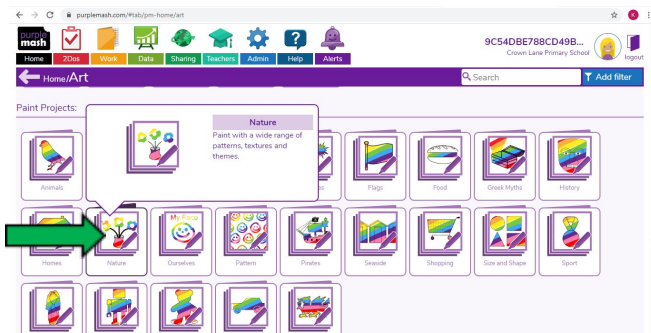 purplemash.com/#tab/pm-home/art
K
purple
mash
9C54DBE788CD49B...
Crown Lane Primary School
logout
Home 2Dos Work Data Sharing Teachers Admin Help Alerts
Home/Art
Search
Add filter
Paint Projects:
Nature
Paint with a wide range of
patterns, textures and
themes.
Animals
Flags Food Greek Myths History
My Face
Homes Nature Ourselves Pattern Pirates Seaside Shopping Size and Shape Sport